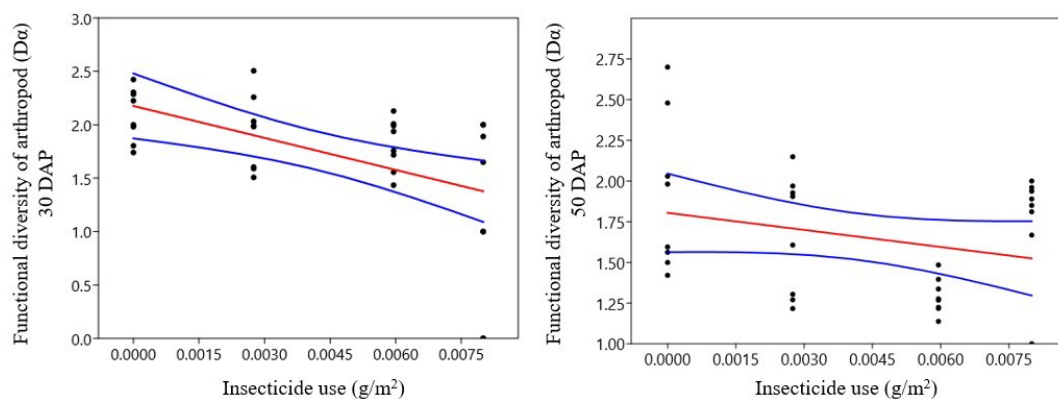 Functional diversity of arthropod (Dα)
30 DAP
3.0
2.5
2.0
1.5
1.0
0.5
0.0
0.0000 0.0015 0.0030 0.0045 0.0060 0.0075
Insecticide use (g/m²)
Functional diversity of arthropod (Dα)
50 DAP
2.75
2.50
2.25
2.00
1.75
1.50
1.25
1.00
0.0000 0.0015 0.0030 0.0045 0.0060 0.0075
Insecticide use (g/m²)